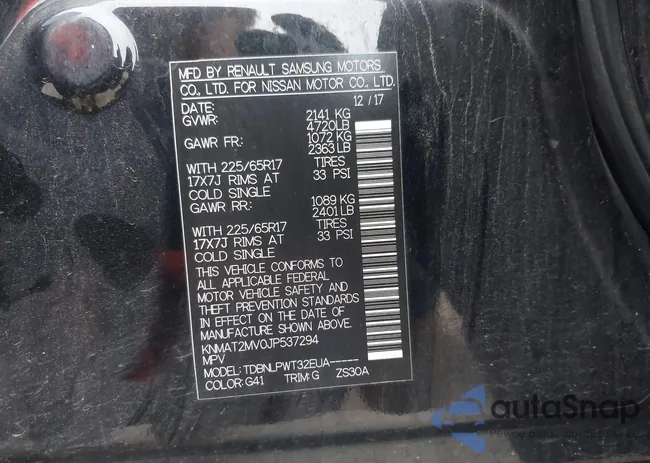 MFD BY RENAULT SAMSUNG MOTORS
CO., LTD. FOR NISSAN MOTOR CO., LTD.
DATE: 12/17
GVWR: 2141 KG
4720LB
GAWR FR: 1072 KG
2363 LB
WITH 225/65R17 TIRES
17X7J RIMS AT 33 PSI
COLD SINGLE
GAWR RR: 1089 KG
2401 LB
WITH 225/65R17 TIRES
17X7J RIMS AT 33 PSI
COLD SINGLE
THIS VEHICLE CONFORMS TO
ALL APPLICABLE FEDERAL
MOTOR VEHICLE SAFETY AND
THEFT PREVENTION STANDARDS
IN EFFECT ON THE DATE OF
MANUFACTURE SHOWN ABOVE
KNMAT2MV0JP537294
MPV
MODEL: TDBNLPWT32EUA-----
COLOR: G41 TRIM: G ZS30A
autaSnap
Pewne auto